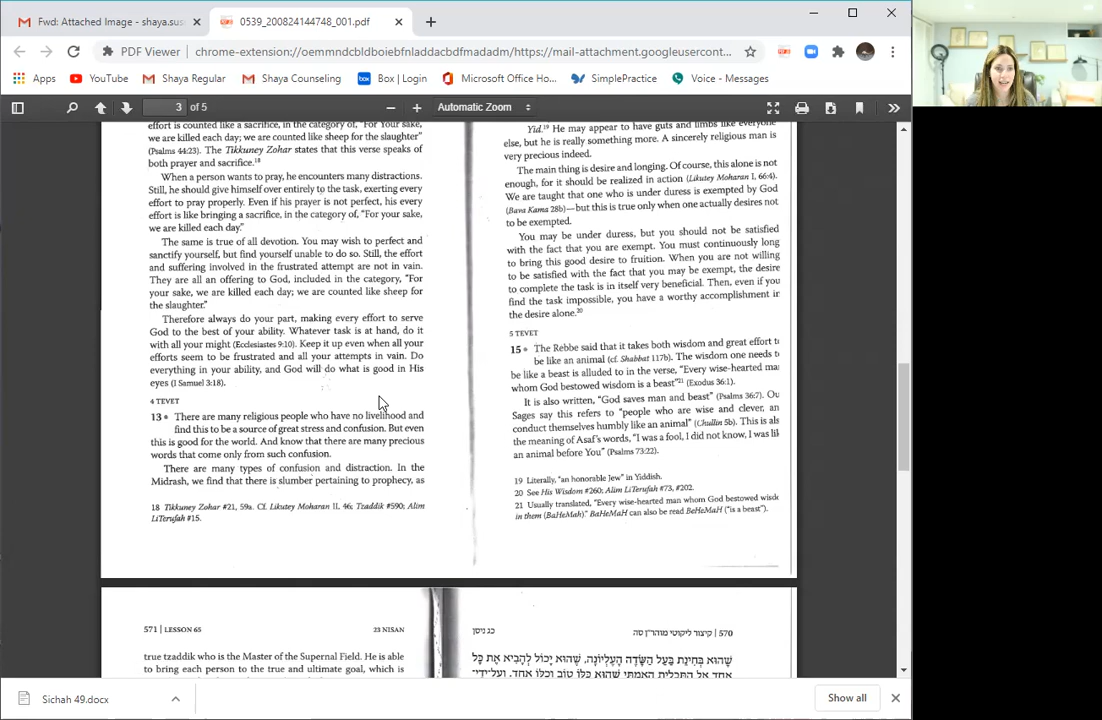 Fwd: Attached Image - shaya.sus
0539_200824144748_001.pdf
PDF Viewer
chrome-extension://oemmndcbldboiebfnladdacbdfmadadm/https://mail-attachment.googleusercont...
Apps
YouTube
Shaya Regular
Shaya Counseling
box
Box | Login
Microsoft Office Ho...
SimplePractice
Voice - Messages
3 of 5
Automatic Zoom
effort is counted like a sacrifice, in the category of, "For Your sake,
we are killed each day; we are counted like sheep for the slaughter"
(Psalms 44:23). The Tikkuney Zohar states that this verse speaks of
both prayer and sacrifice.18
When a person wants to pray, he encounters many distractions.
Still, he should give himself over entirely to the task, exerting every
effort to pray properly. Even if his prayer is not perfect, his every
effort is like bringing a sacrifice, in the category of, "For your sake,
we are killed each day."
The same is true of all devotion. You may wish to perfect and
sanctify yourself, but find yourself unable to do so. Still, the effort
and suffering involved in the frustrated attempt are not in vain.
They are all an offering to God, included in the category, "For
your sake, we are killed each day; we are counted like sheep for
the slaughter."
Therefore always do your part, making every effort to serve
God to the best of your ability. Whatever task is at hand, do it
with all your might (Ecclesiastes 9:10). Keep it up even when all your
efforts seem to be frustrated and all your attempts in vain. Do
everything in your ability, and God will do what is good in His
eyes (I Samuel 3:18).
4 TEVET
13 There are many religious people who have no livelihood and
find this to be a source of great stress and confusion. But even
this is good for the world. And know that there are many precious
words that come only from such confusion.
There are many types of confusion and distraction. In the
Midrash, we find that there is slumber pertaining to prophecy, as
18 Tikkuney Zohar #21, 59a. Cf. Likutey Moharan II, 46; Tzaddik #590; Alim
LiTerufah #15.
Yid.19 He may appear to have guts and limbs like everyone
else, but he is really something more. A sincerely religious man is
very precious indeed.
The main thing is desire and longing. Of course, this alone is not
enough, for it should be realized in action (Likutey Moharan I, 66:4).
We are taught that one who is under duress is exempted by God
(Bava Kama 28b)—but this is true only when one actually desires not
to be exempted.
You may be under duress, but you should not be satisfied
with the fact that you are exempt. You must continuously long
to bring this good desire to fruition. When you are not willing
to be satisfied with the fact that you may be exempt, the desire
to complete the task is in itself very beneficial. Then, even if you
find the task impossible, you have a worthy accomplishment in
the desire alone.20
5 TEVET
15 The Rebbe said that it takes both wisdom and great effort to
be like an animal (cf. Shabbat 117b). The wisdom one needs to
be like a beast is alluded to in the verse, "Every wise-hearted ma
whom God bestowed wisdom is a beast"21 (Exodus 36:1).
It is also written, "God saves man and beast" (Psalms 36:7). Ou
Sages say this refers to "people who are wise and clever, an
conduct themselves humbly like an animal" (Chullin 5b). This is als
the meaning of Asaf's words, "I was a fool, I did not know, I was lik
an animal before You" (Psalms 73:22).
19 Literally, "an honorable Jew" in Yiddish.
20 See His Wisdom #260; Alim LiTerufah #73, #202.
21 Usually translated, "Every wise-hearted man whom God bestowed wisdo
in them (BaHeMah)." BaHeMaH can also be read BeHeMaH ("is a beast").
571 | LESSON 65
23 NISAN
true tzaddik who is the Master of the Supernal Field. He is able
to bring each person to the true and ultimate goal, which is
כג ניסן
קיצור ליקוטי מוהר״ן סה | 570
שֶׁהוּא בְּחִינַת בַּעַל הַשָּׂדֶה הָעֶלְיוֹנָה, שֶׁהוּא יָכוֹל לְהָבִיא אֶת כָּל
אֶחָד אֶל הַתַּכְלִית הָאֲמִתִּי שֶׁהוּא כֻּלּוֹ טוֹב וְכֻלּוֹ אֶחָד. וְעַל־יְדֵי־
Sichah 49.docx
Show all